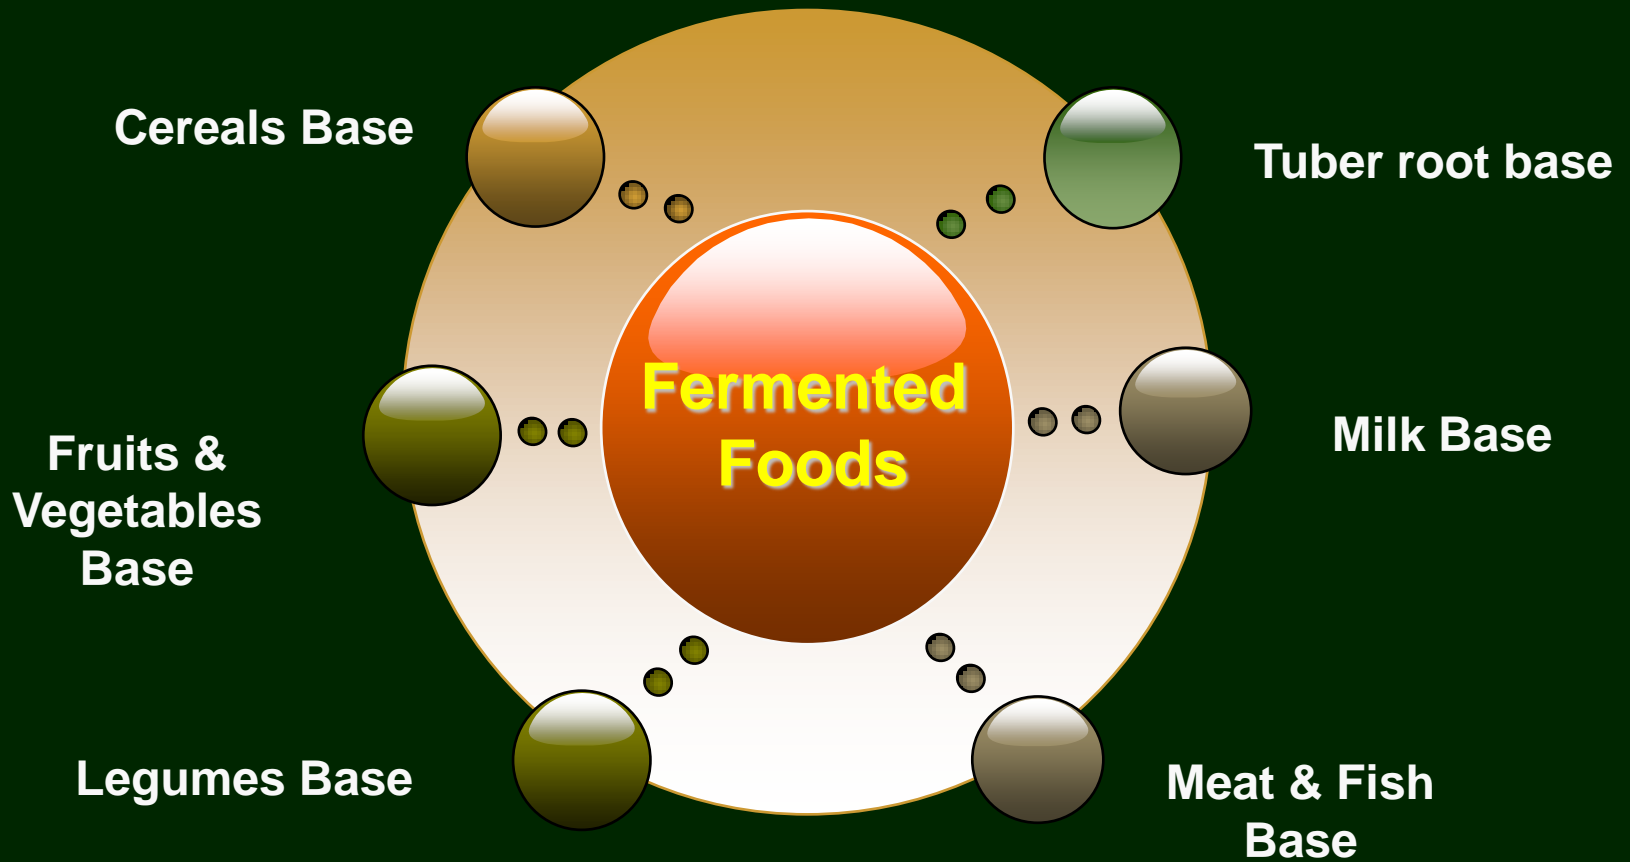 Cereals Base
Tuber root base
Fermented
Foods
Fruits &
Vegetables
Base
Milk Base
Legumes Base
Meat & Fish
Base